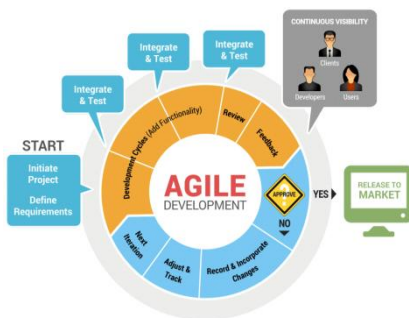 CONTINUOUS VISIBILITY
Clients
Developers
Users
Integrate
& Test
Integrate
& Test
Integrate
& Test
START
Initiate
Project
Define
Requirements
Development Cycles (Add Functionality)
Review
Feedback
AGILE
DEVELOPMENT
APPROVE
YES
NO
RELEASE TO
MARKET
Record & Incorporate
Changes
Adjust &
Track
Next
Iteration